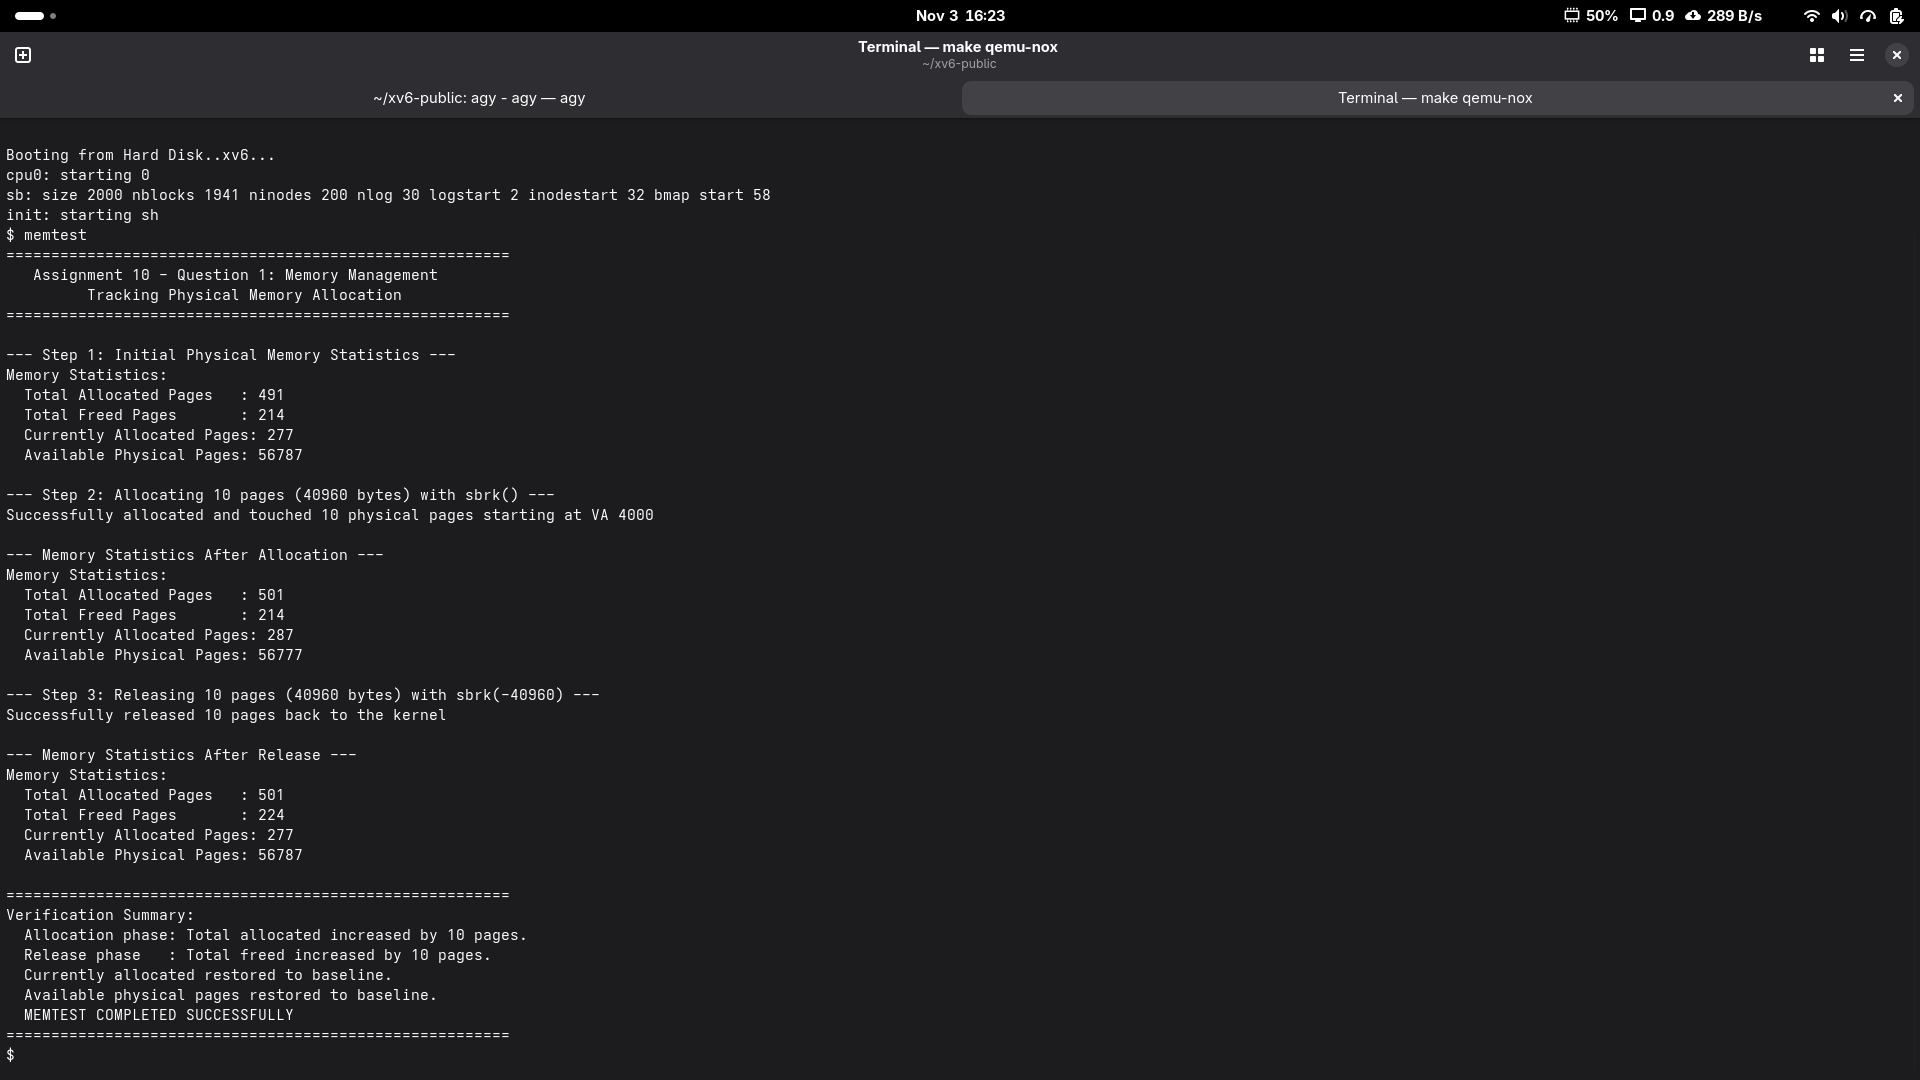 Nov 3 16:23
50% 0.9 289 B/s
Terminal — make qemu-nox
~/xv6-public
~/xv6-public: agy - agy — agy
Terminal — make qemu-nox
Booting from Hard Disk..xv6...
cpu0: starting 0
sb: size 2000 nblocks 1941 ninodes 200 nlog 30 logstart 2 inodestart 32 bmap start 58
init: starting sh
$ memtest
========================================================
   Assignment 10 - Question 1: Memory Management
         Tracking Physical Memory Allocation
========================================================
--- Step 1: Initial Physical Memory Statistics ---
Memory Statistics:
  Total Allocated Pages   : 491
  Total Freed Pages       : 214
  Currently Allocated Pages: 277
  Available Physical Pages: 56787
--- Step 2: Allocating 10 pages (40960 bytes) with sbrk() ---
Successfully allocated and touched 10 physical pages starting at VA 4000
--- Memory Statistics After Allocation ---
Memory Statistics:
  Total Allocated Pages   : 501
  Total Freed Pages       : 214
  Currently Allocated Pages: 287
  Available Physical Pages: 56777
--- Step 3: Releasing 10 pages (40960 bytes) with sbrk(-40960) ---
Successfully released 10 pages back to the kernel
--- Memory Statistics After Release ---
Memory Statistics:
  Total Allocated Pages   : 501
  Total Freed Pages       : 224
  Currently Allocated Pages: 277
  Available Physical Pages: 56787
========================================================
Verification Summary:
  Allocation phase: Total allocated increased by 10 pages.
  Release phase   : Total freed increased by 10 pages.
  Currently allocated restored to baseline.
  Available physical pages restored to baseline.
  MEMTEST COMPLETED SUCCESSFULLY
========================================================
$